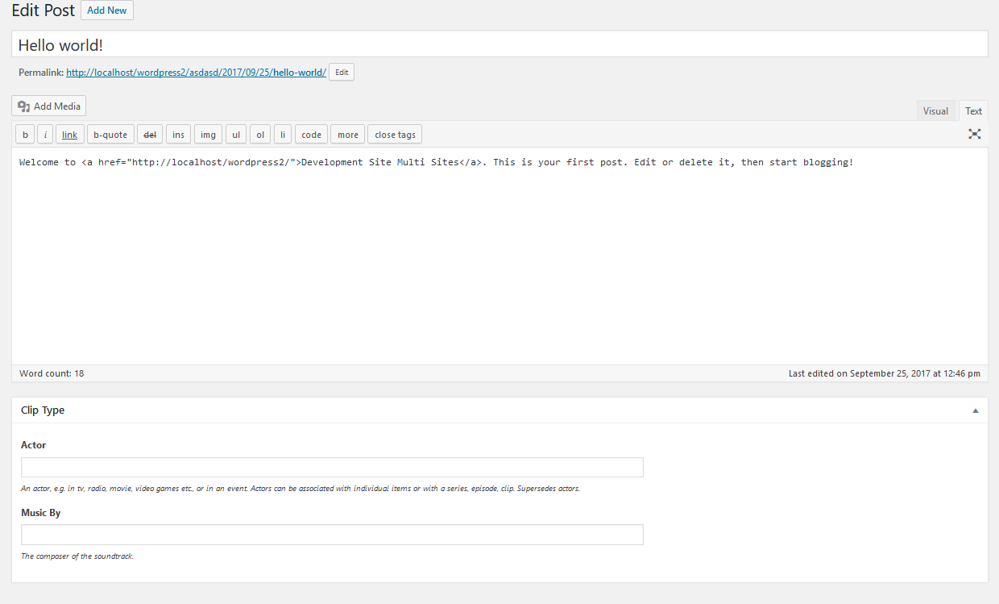 Edit Post Add New
Hello world!
Permalink: http://localhost/wordpress2/asdasd/2017/09/25/hello-world/ Edit
Add Media
Visual Text
b i link b-quote del ins img ul ol li code more close tags
Welcome to <a href="http://localhost/wordpress2/">Development Site Multi Sites</a>. This is your first post. Edit or delete it, then start blogging!
Word count: 18 Last edited on September 25, 2017 at 12:46 pm
Clip Type
Actor
An actor, e.g. in tv, radio, movie, video games etc., or in an event. Actors can be associated with individual items or with a series, episode, clip. Supersedes actors.
Music By
The composer of the soundtrack.